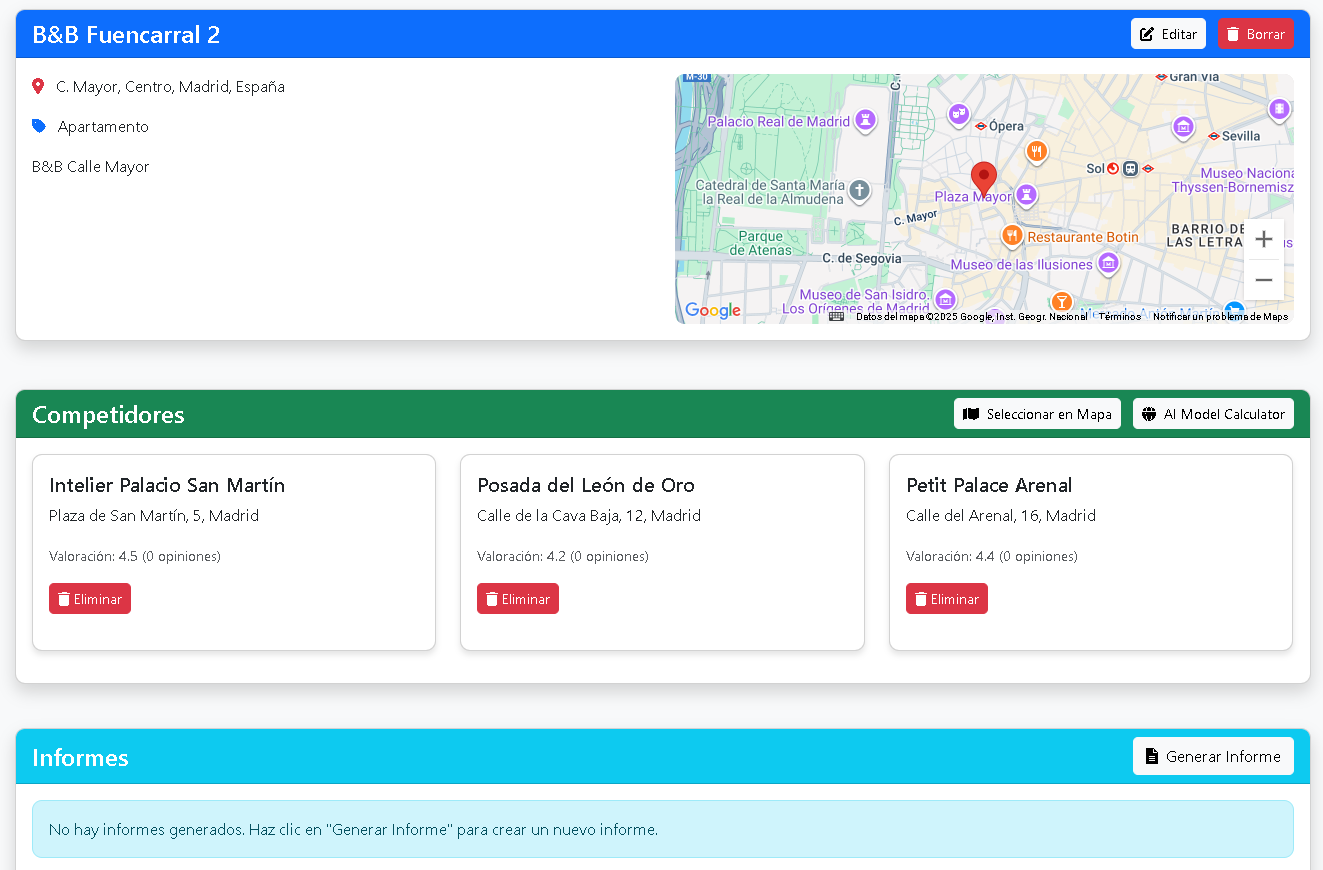 B&B Fuencarral 2
Editar
Borrar
C. Mayor, Centro, Madrid, España
Apartamento
B&B Calle Mayor
M-30
Gran Vía
Palacio Real de Madrid
Ópera
Sevilla
Sol
Museo Naciona
Thyssen-Bornemisz
Catedral de Santa María
la Real de la Almudena
Plaza Mayor
C. Mayor
Parque
de Atenas
Restaurante Botin
BARRIO DE
LAS LETRA
C. de Segovia
Museo de las Ilusiones
Museo de San Isidro.
Los Orígenes de Madrid
Google
Datos del mapa ©2025 Google, Inst. Geogr. Nacional
Términos
Notificar un problema de Maps
Competidores
Seleccionar en Mapa
AI Model Calculator
Intelier Palacio San Martín
Plaza de San Martín, 5, Madrid
Valoración: 4.5 (0 opiniones)
Eliminar
Posada del León de Oro
Calle de la Cava Baja, 12, Madrid
Valoración: 4.2 (0 opiniones)
Eliminar
Petit Palace Arenal
Calle del Arenal, 16, Madrid
Valoración: 4.4 (0 opiniones)
Eliminar
Informes
Generar Informe
No hay informes generados. Haz clic en "Generar Informe" para crear un nuevo informe.